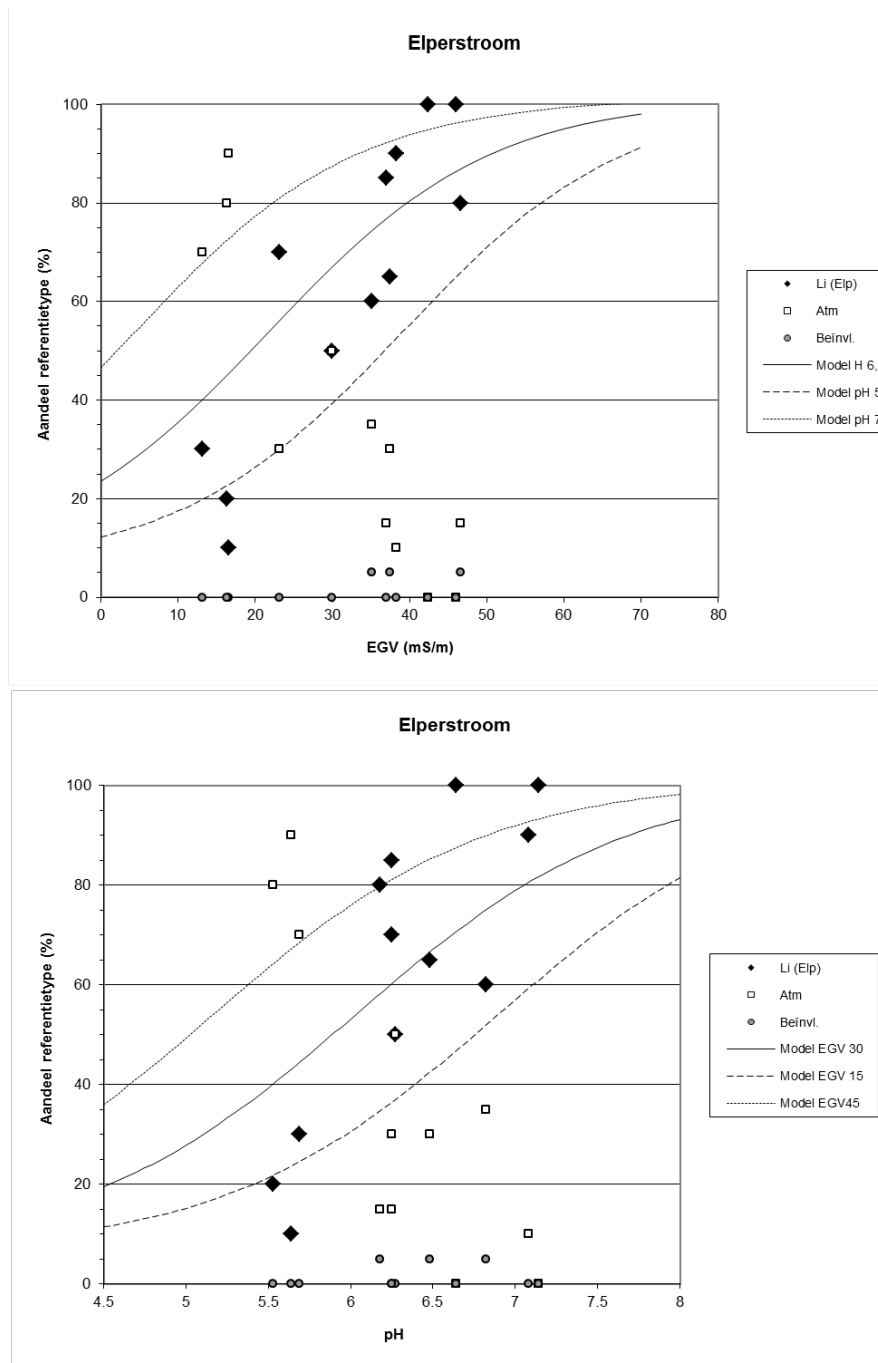 Elperstroom
100
80
60
40
20
0
0 10 20 30 40 50 60 70 80
Aandeel referentietype (%)
EGV (mS/m)
Li (Elp)
Atm
Beïnvl.
Model H 6,
Model pH 5
Model pH 7
Elperstroom
100
80
60
40
20
0
4.5 5 5.5 6 6.5 7 7.5 8
Aandeel referentietype (%)
pH
Li (Elp)
Atm
Beïnvl.
Model EGV 30
Model EGV 15
Model EGV45